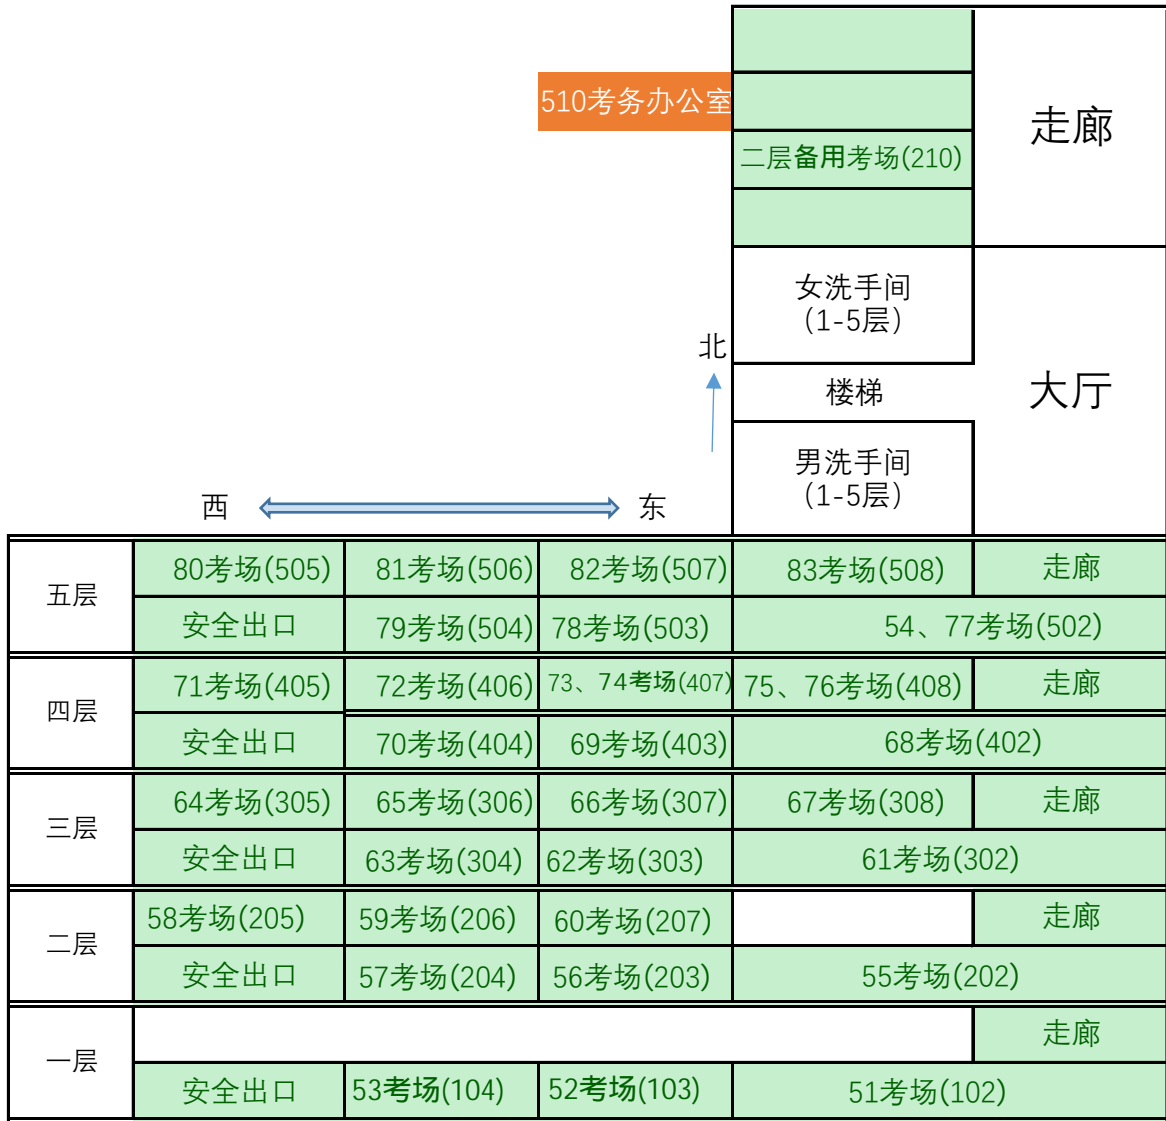 510考务办公室
走廊
二层备用考场(210)
女洗手间
（1-5层）
北
楼梯
大厅
男洗手间
（1-5层）
西
东
五层
80考场(505)
81考场(506)
82考场(507)
83考场(508)
走廊
安全出口
79考场(504)
78考场(503)
54、77考场(502)
四层
71考场(405)
72考场(406)
73、74考场(407)
75、76考场(408)
走廊
安全出口
70考场(404)
69考场(403)
68考场(402)
三层
64考场(305)
65考场(306)
66考场(307)
67考场(308)
走廊
安全出口
63考场(304)
62考场(303)
61考场(302)
二层
58考场(205)
59考场(206)
60考场(207)
走廊
安全出口
57考场(204)
56考场(203)
55考场(202)
一层
走廊
安全出口
53考场(104)
52考场(103)
51考场(102)